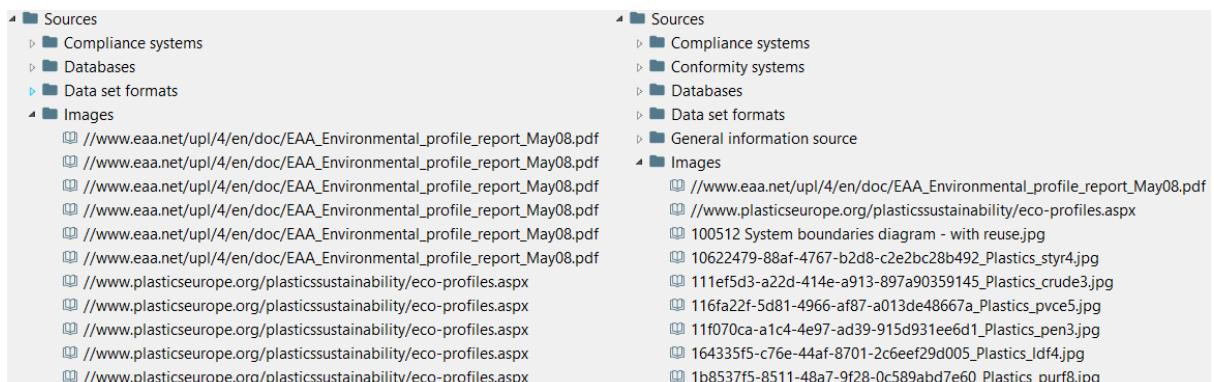 Sources
Compliance systems
Databases
Data set formats
Images
//www.eaa.net/upl/4/en/doc/EAA_Environmental_profile_report_May08.pdf
//www.eaa.net/upl/4/en/doc/EAA_Environmental_profile_report_May08.pdf
//www.eaa.net/upl/4/en/doc/EAA_Environmental_profile_report_May08.pdf
//www.eaa.net/upl/4/en/doc/EAA_Environmental_profile_report_May08.pdf
//www.eaa.net/upl/4/en/doc/EAA_Environmental_profile_report_May08.pdf
//www.eaa.net/upl/4/en/doc/EAA_Environmental_profile_report_May08.pdf
//www.plasticseurope.org/plasticssustainability/eco-profiles.aspx
//www.plasticseurope.org/plasticssustainability/eco-profiles.aspx
//www.plasticseurope.org/plasticssustainability/eco-profiles.aspx
//www.plasticseurope.org/plasticssustainability/eco-profiles.aspx
//www.plasticseurope.org/plasticssustainability/eco-profiles.aspx
Sources
Compliance systems
Conformity systems
Databases
Data set formats
General information source
Images
//www.eaa.net/upl/4/en/doc/EAA_Environmental_profile_report_May08.pdf
//www.plasticseurope.org/plasticssustainability/eco-profiles.aspx
100512 System boundaries diagram - with reuse.jpg
10622479-88af-4767-b2d8-c2e2bc28b492_Plastics_styr4.jpg
111ef5d3-a22d-414e-a913-897a90359145_Plastics_crude3.jpg
116fa22f-5d81-4966-af87-a013de48667a_Plastics_pvce5.jpg
11f070ca-a1c4-4e97-ad39-915d931ee6d1_Plastics_pen3.jpg
164335f5-c76e-44af-8701-2c6eef29d005_Plastics_ldf4.jpg
1b8537f5-8511-48a7-9f28-0c589abd7e60_Plastics_purf8.jpg